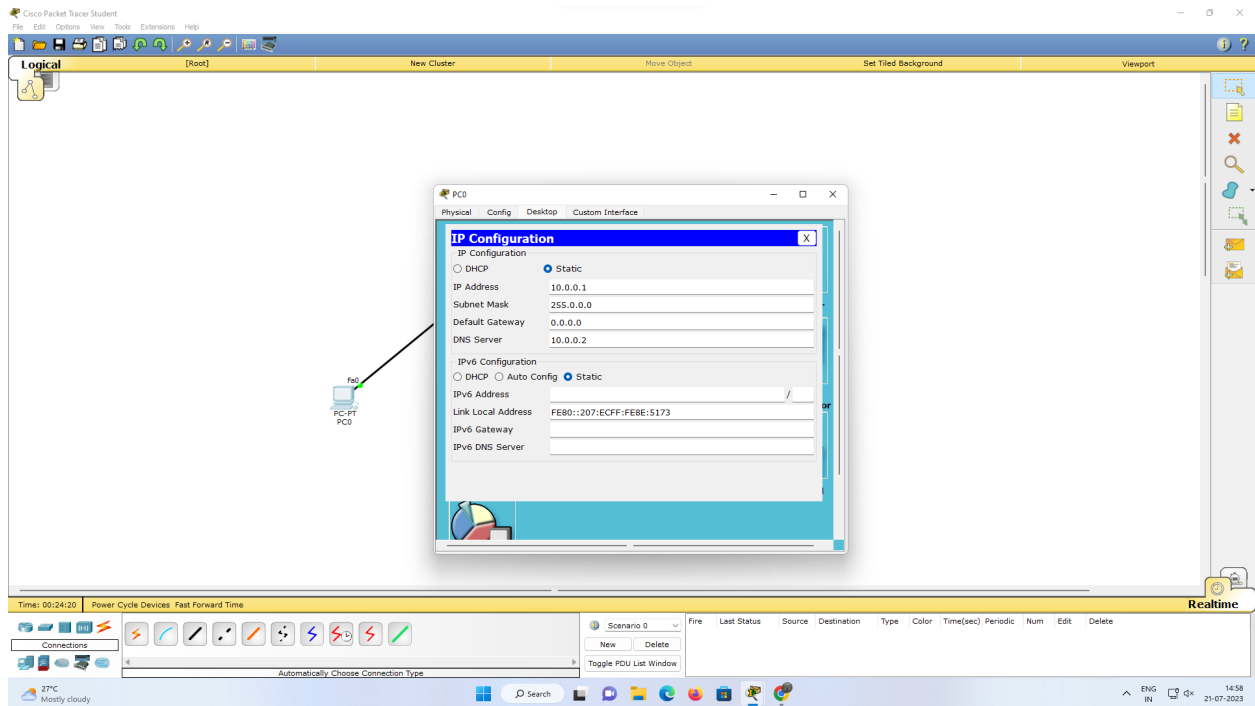 Cisco Packet Tracer Student
File Edit Options View Tools Extensions Help
Logical [Root] New Cluster Move Object Set Tiled Background Viewport
PC0
Physical Config Desktop Custom Interface
IP Configuration X
IP Configuration
DHCP Static
IP Address 10.0.0.1
Subnet Mask 255.0.0.0
Default Gateway 0.0.0.0
DNS Server 10.0.0.2
IPv6 Configuration
DHCP Auto Config Static
IPv6 Address /
Link Local Address FE80::207:ECFF:FE8E:5173
IPv6 Gateway
IPv6 DNS Server
or
Fa0
PC-PT
PC0
Time: 00:24:20 Power Cycle Devices Fast Forward Time Realtime
Connections
Automatically Choose Connection Type
Scenario 0
New Delete
Toggle PDU List Window
Fire Last Status Source Destination Type Color Time(sec) Periodic Num Edit Delete
27°C
Mostly cloudy
Search
ENG
IN
14:58
21-07-2023